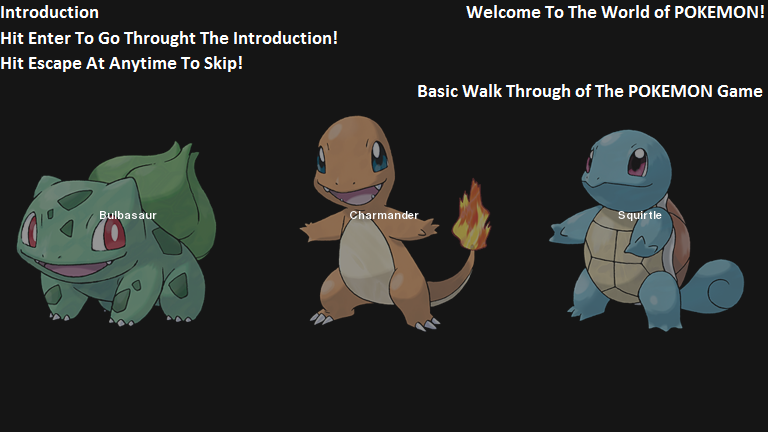 Introduction
Welcome To The World of POKEMON!
Hit Enter To Go Throught The Introduction!
Hit Escape At Anytime To Skip!
Basic Walk Through of The POKEMON Game
Bulbasaur
Charmander
Squirtle